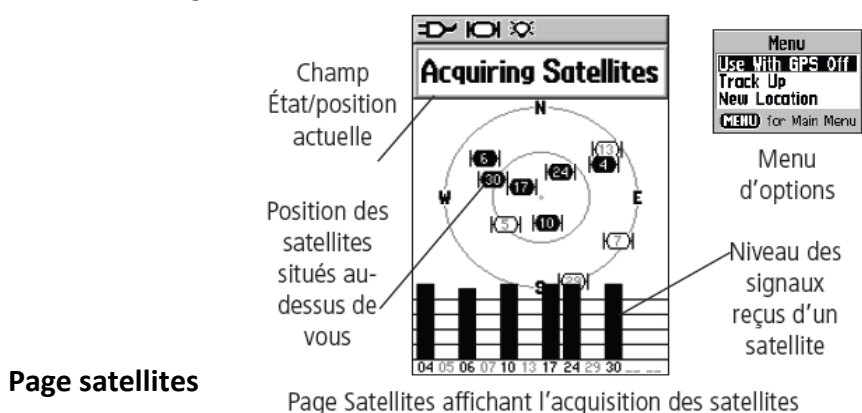 Champ
État/position
actuelle
Position des
satellites
situés au-
dessus de
vous
Page satellites
Acquiring Satellites
N
13
6
4
24
30
17
W
E
5
10
7
S
29
04 05 06 07 10 13 17 24 29 30
Menu
Use With GPS Off
Track Up
New Location
MENU for Main Menu
Menu
d'options
Niveau des
signaux
reçus d'un
satellite
Page Satellites affichant l'acquisition des satellites